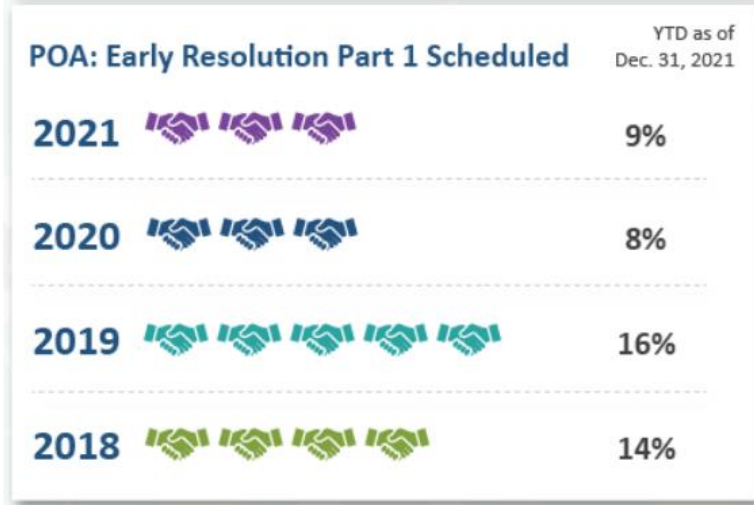 POA: Early Resolution Part 1 Scheduled
YTD as of
Dec. 31, 2021
2021 9%
2020 8%
2019 16%
2018 14%